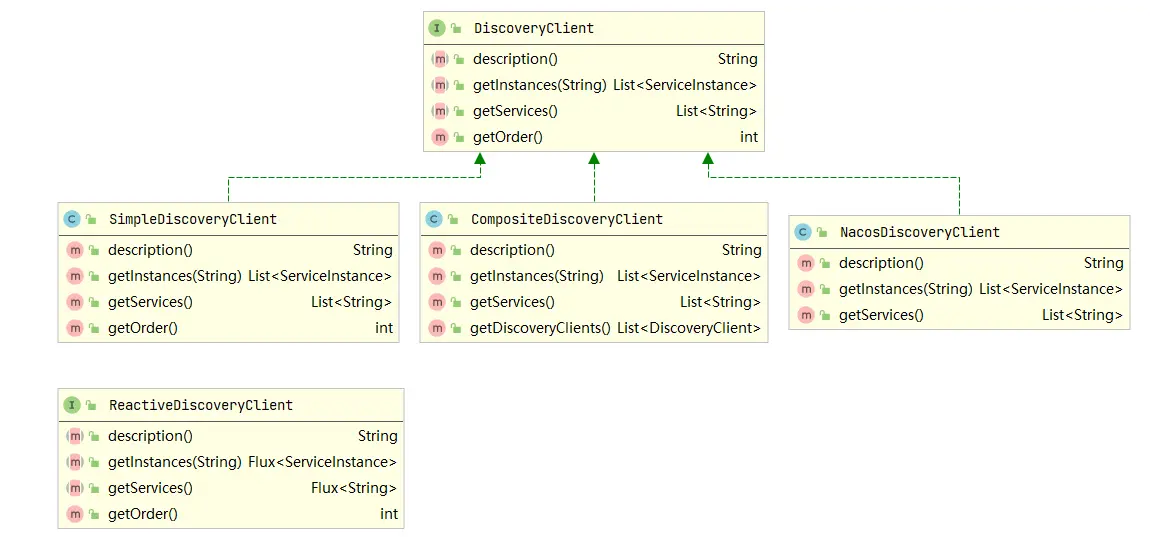 I DiscoveryClient
m description() String
m getInstances(String) List<ServiceInstance>
m getServices() List<String>
m getOrder() int
C SimpleDiscoveryClient
m description() String
m getInstances(String) List<ServiceInstance>
m getServices() List<String>
m getOrder() int
C CompositeDiscoveryClient
m description() String
m getInstances(String) List<ServiceInstance>
m getServices() List<String>
m getDiscoveryClients() List<DiscoveryClient>
C NacosDiscoveryClient
m description() String
m getInstances(String) List<ServiceInstance>
m getServices() List<String>
I ReactiveDiscoveryClient
m description() String
m getInstances(String) Flux<ServiceInstance>
m getServices() Flux<String>
m getOrder() int